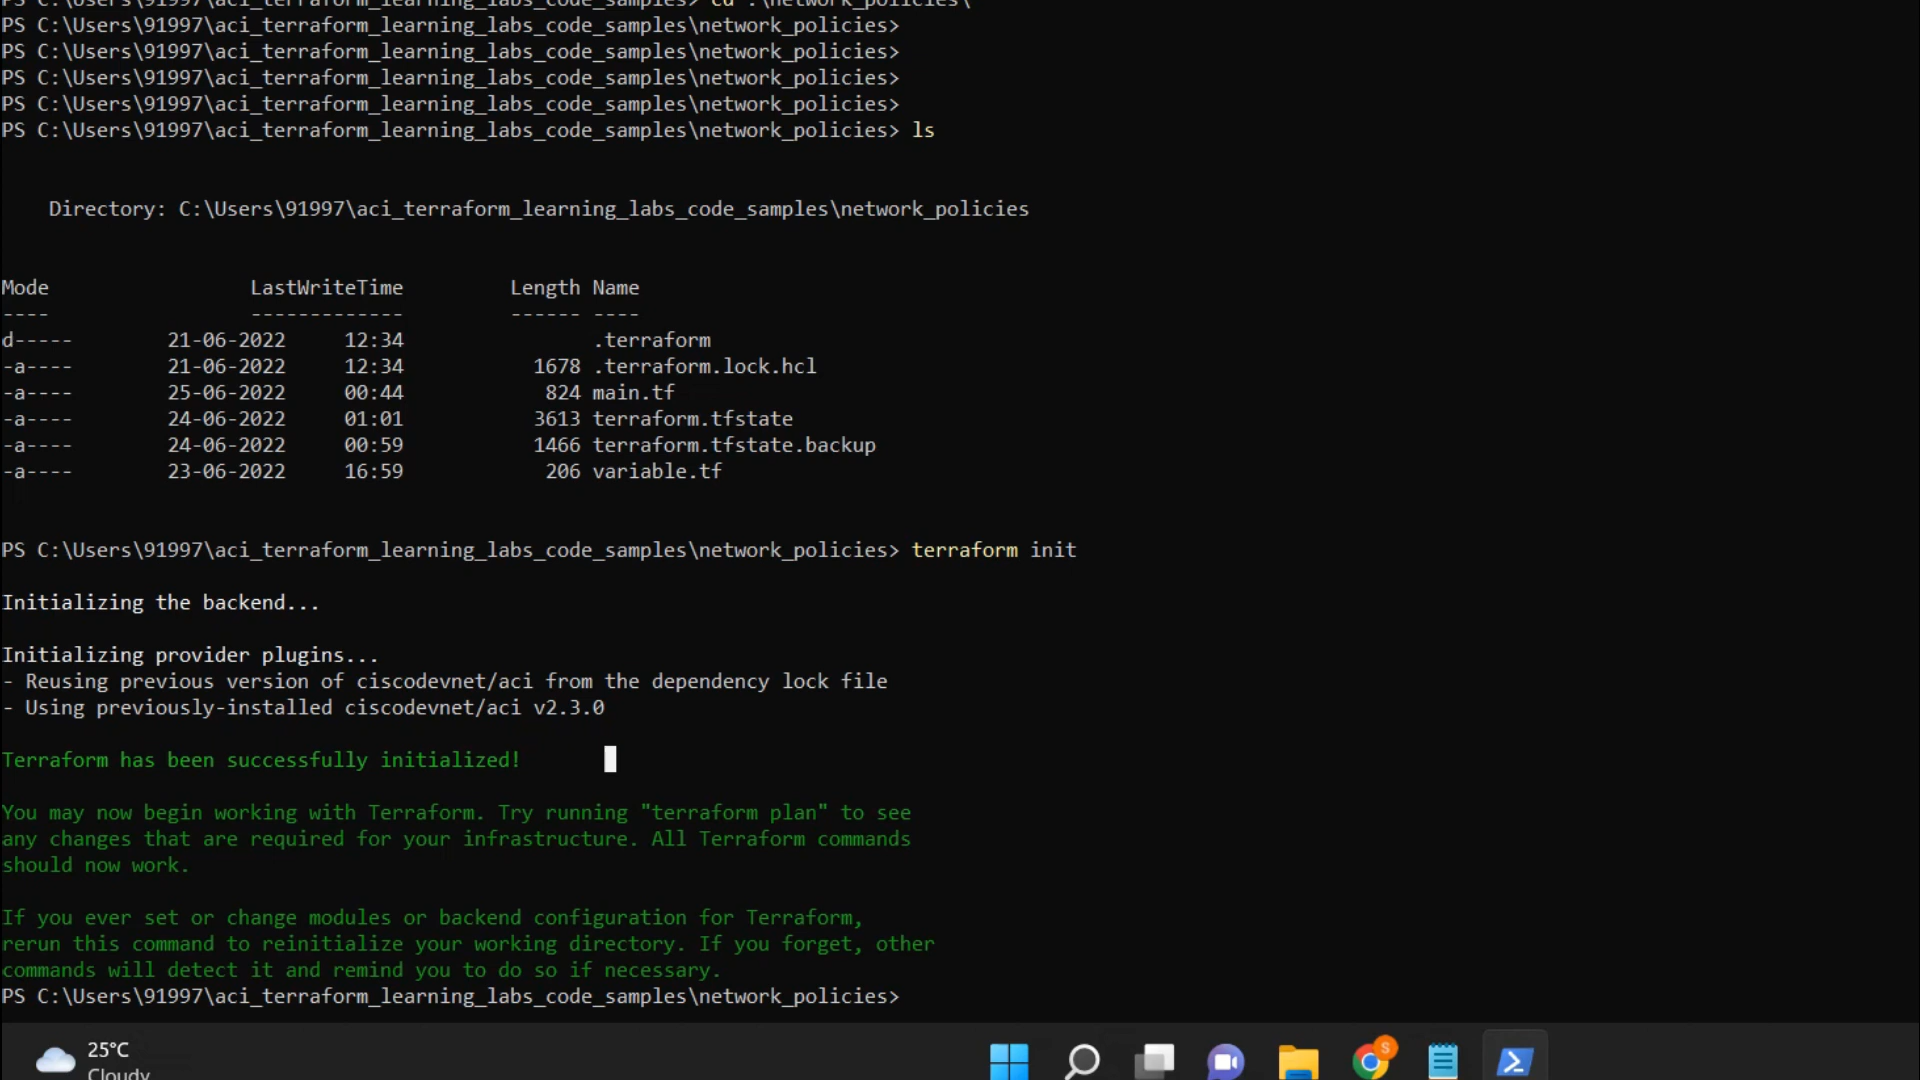 PS C:\Users\91997\aci_terraform_learning_labs_code_samples> cd .\network_policies\
PS C:\Users\91997\aci_terraform_learning_labs_code_samples\network_policies>
PS C:\Users\91997\aci_terraform_learning_labs_code_samples\network_policies>
PS C:\Users\91997\aci_terraform_learning_labs_code_samples\network_policies>
PS C:\Users\91997\aci_terraform_learning_labs_code_samples\network_policies>
PS C:\Users\91997\aci_terraform_learning_labs_code_samples\network_policies> ls
Directory: C:\Users\91997\aci_terraform_learning_labs_code_samples\network_policies
Mode LastWriteTime Length Name
---- ------------- ------ ----
d----- 21-06-2022 12:34 .terraform
-a---- 21-06-2022 12:34 1678 .terraform.lock.hcl
-a---- 25-06-2022 00:44 824 main.tf
-a---- 24-06-2022 01:01 3613 terraform.tfstate
-a---- 24-06-2022 00:59 1466 terraform.tfstate.backup
-a---- 23-06-2022 16:59 206 variable.tf
PS C:\Users\91997\aci_terraform_learning_labs_code_samples\network_policies> terraform init
Initializing the backend...
Initializing provider plugins...
- Reusing previous version of ciscodevnet/aci from the dependency lock file
- Using previously-installed ciscodevnet/aci v2.3.0
Terraform has been successfully initialized!
You may now begin working with Terraform. Try running "terraform plan" to see
any changes that are required for your infrastructure. All Terraform commands
should now work.
If you ever set or change modules or backend configuration for Terraform,
rerun this command to reinitialize your working directory. If you forget, other
commands will detect it and remind you to do so if necessary.
PS C:\Users\91997\aci_terraform_learning_labs_code_samples\network_policies>
25°C
Cloudy
S